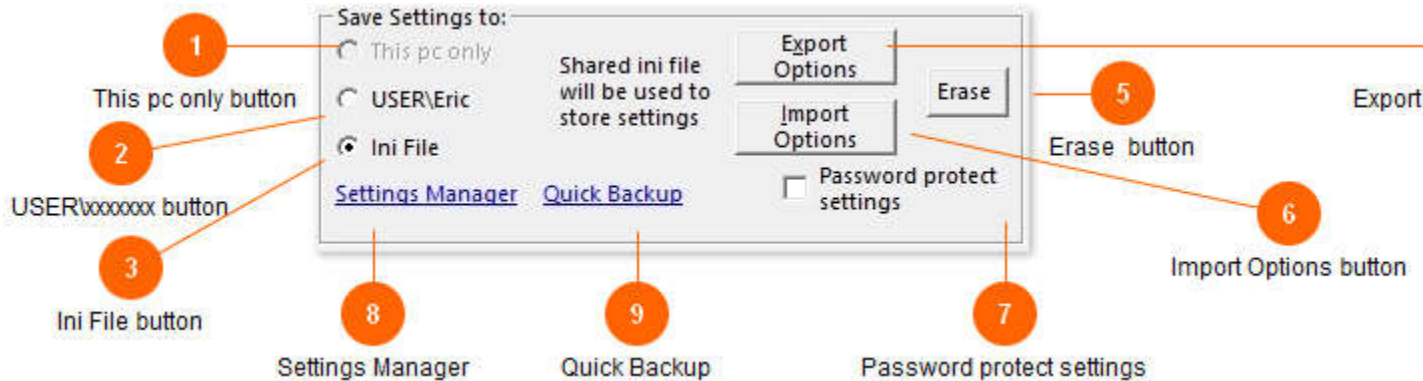 Save Settings to:
1
This pc only
This pc only button
USER\Eric
2
USER\xxxxxxx button
Ini File
3
Ini File button
Shared ini file
will be used to
store settings
Export
Options
Import
Options
Erase
5
Erase  button
Export
Settings Manager
Quick Backup
Password protect
settings
6
Import Options button
8
Settings Manager
9
Quick Backup
7
Password protect settings